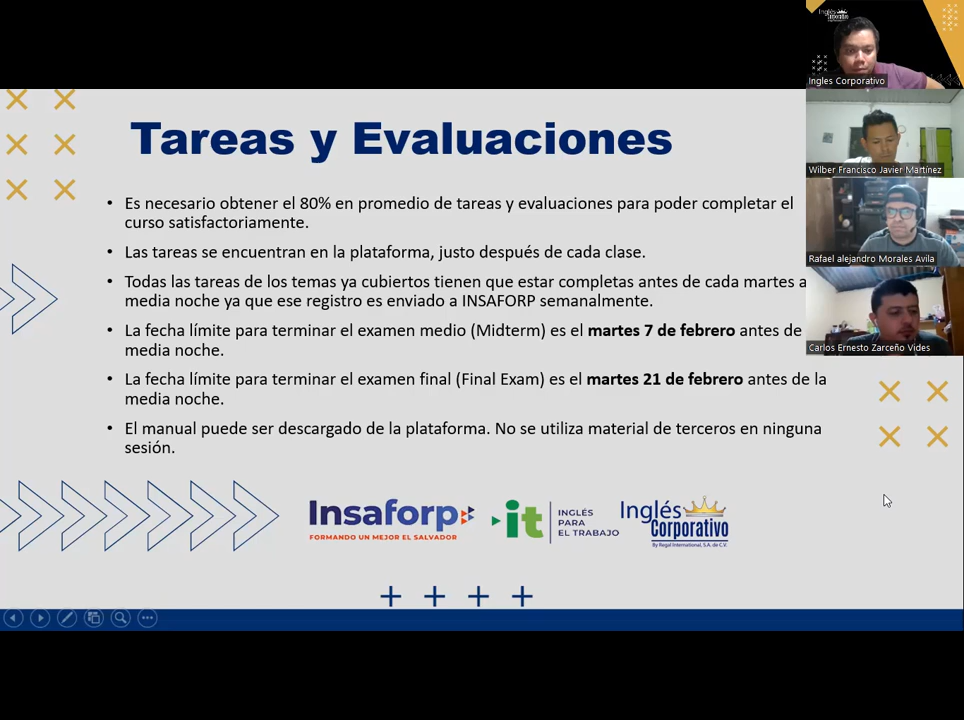 Inglés
Corporativo
Ingles Corporativo
Wilber Francisco Javier Martínez
Rafael alejandro Morales Avila
Carlos Ernesto Zarceño Vides
Tareas y Evaluaciones
• Es necesario obtener el 80% en promedio de tareas y evaluaciones para poder completar el
curso satisfactoriamente.
• Las tareas se encuentran en la plataforma, justo después de cada clase.
• Todas las tareas de los temas ya cubiertos tienen que estar completas antes de cada martes a
media noche ya que ese registro es enviado a INSAFORP semanalmente.
• La fecha límite para terminar el examen medio (Midterm) es el martes 7 de febrero antes de
media noche.
• La fecha límite para terminar el examen final (Final Exam) es el martes 21 de febrero antes de la
media noche.
• El manual puede ser descargado de la plataforma. No se utiliza material de terceros en ninguna
sesión.
Insaforp
FORMANDO UN MEJOR EL SALVADOR
it
INGLÉS
PARA
EL TRABAJO
Inglés
Corporativo
By Regal International, S.A. de C.V.